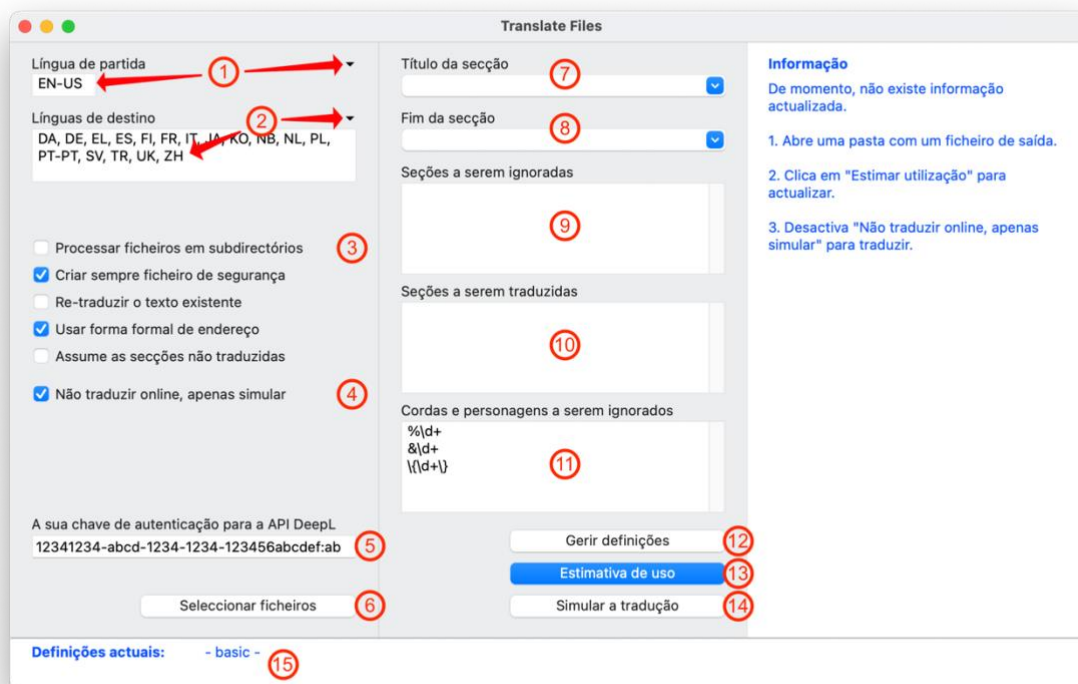 Translate Files
Língua de partida
1
EN-US
Línguas de destino
2
DA, DE, EL, ES, FI, FR, IT, JA, KO, NB, NL, PL,
PT-PT, SV, TR, UK, ZH
Processar ficheiros em subdirectórios
3
Criar sempre ficheiro de segurança
Re-traduzir o texto existente
Usar forma formal de endereço
Assume as secções não traduzidas
Não traduzir online, apenas simular
4
A sua chave de autenticação para a API DeepL
12341234-abcd-1234-1234-123456abcdef:ab
5
Seleccionar ficheiros
6
Título da secção
7
Fim da secção
8
Seções a serem ignoradas
9
Seções a serem traduzidas
10
Cordas e personagens a serem ignorados
%\d+
&\d+
\{\d+\}
11
Gerir definições
12
Estimativa de uso
13
Simular a tradução
14
Informação
De momento, não existe informação
actualizada.
1. Abre uma pasta com um ficheiro de saída.
2. Clica em "Estimar utilização" para
actualizar.
3. Desactiva "Não traduzir online, apenas
simular" para traduzir.
Definições actuais: - basic -
15